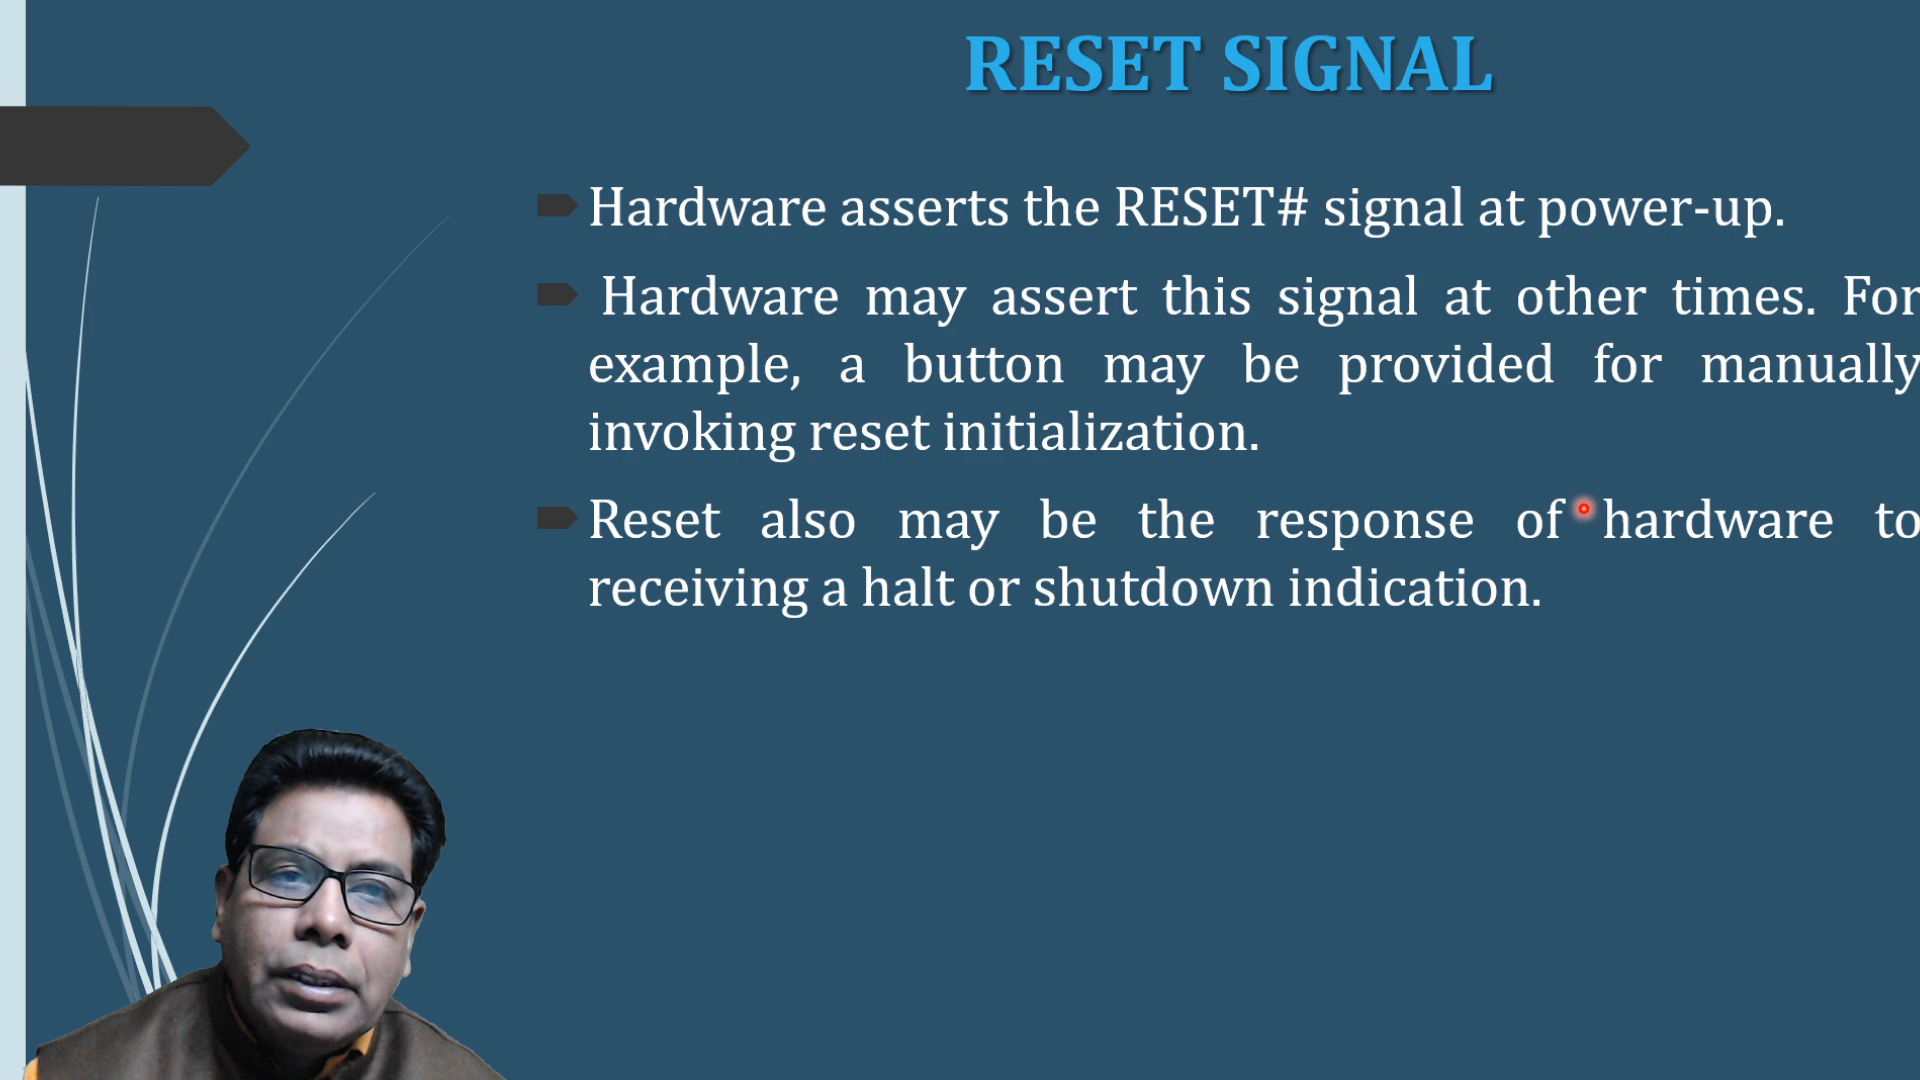 RESET SIGNAL
Hardware asserts the RESET# signal at power-up.
Hardware may assert this signal at other times. For
example, a button may be provided for manually
invoking reset initialization.
Reset also may be the response of hardware to
receiving a halt or shutdown indication.